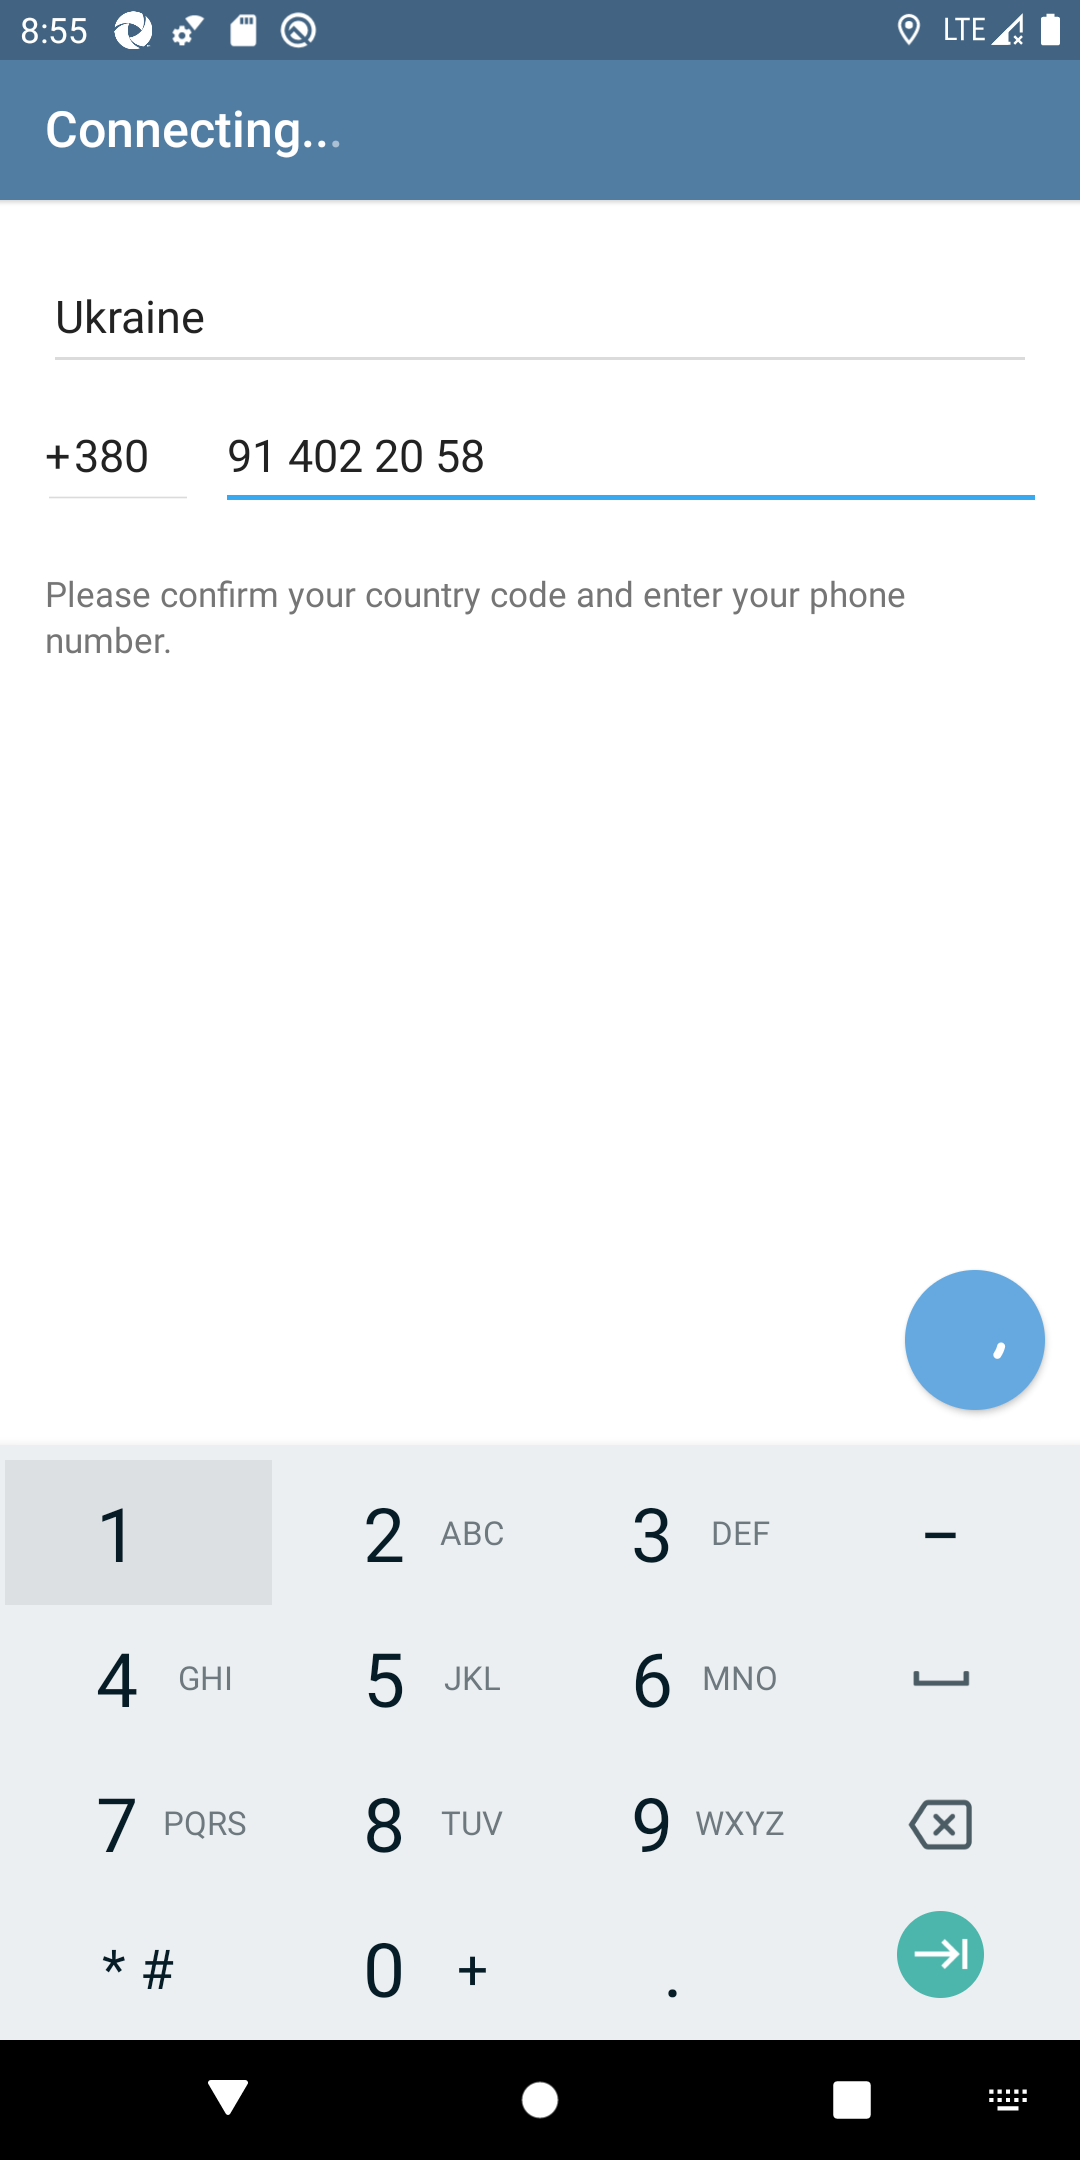 8:55 LTE
Connecting...
Ukraine
+380 91 402 20 58
Please confirm your country code and enter your phone
number.
1 2 ABC 3 DEF –
4 GHI 5 JKL 6 MNO
7 PQRS 8 TUV 9 WXYZ
* # 0 + .